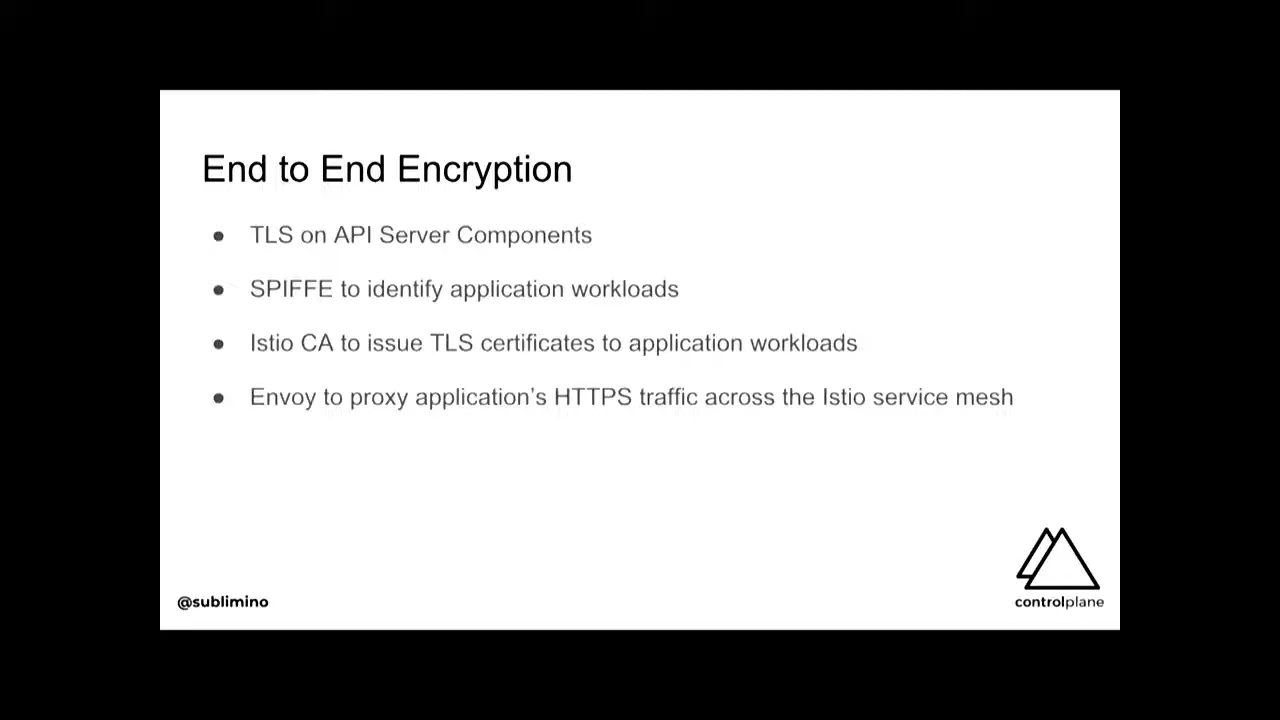 End to End Encryption
● TLS on API Server Components
● SPIFFE to identify application workloads
● Istio CA to issue TLS certificates to application workloads
● Envoy to proxy application’s HTTPS traffic across the Istio service mesh
@sublimino
controlplane